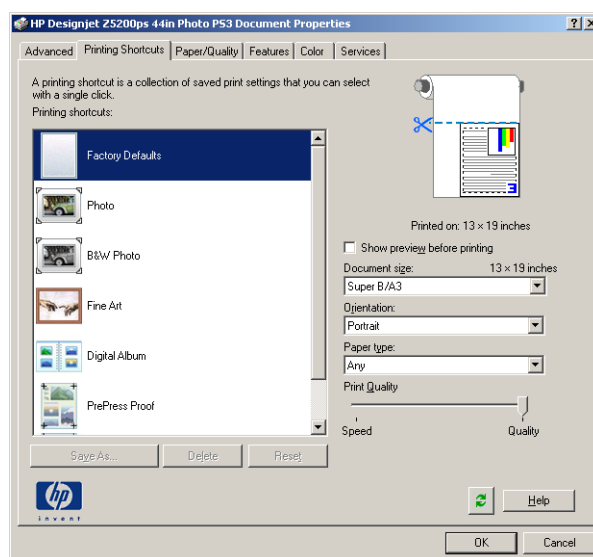 HP Designjet Z5200ps 44in Photo PS3 Document Properties
Advanced
Printing Shortcuts
Paper/Quality
Features
Color
Services
A printing shortcut is a collection of saved print settings that you can select
with a single click.
Printing shortcuts:
Factory Defaults
Photo
B&W Photo
Fine Art
Digital Album
PrePress Proof
Save As...
Delete
Reset
3
Printed on: 13 × 19 inches
Show preview before printing
Document size: 13 × 19 inches
Super B/A3
Orientation:
Portrait
Paper type:
Any
Print Quality
Speed
Quality
hp
invent
Help
OK
Cancel